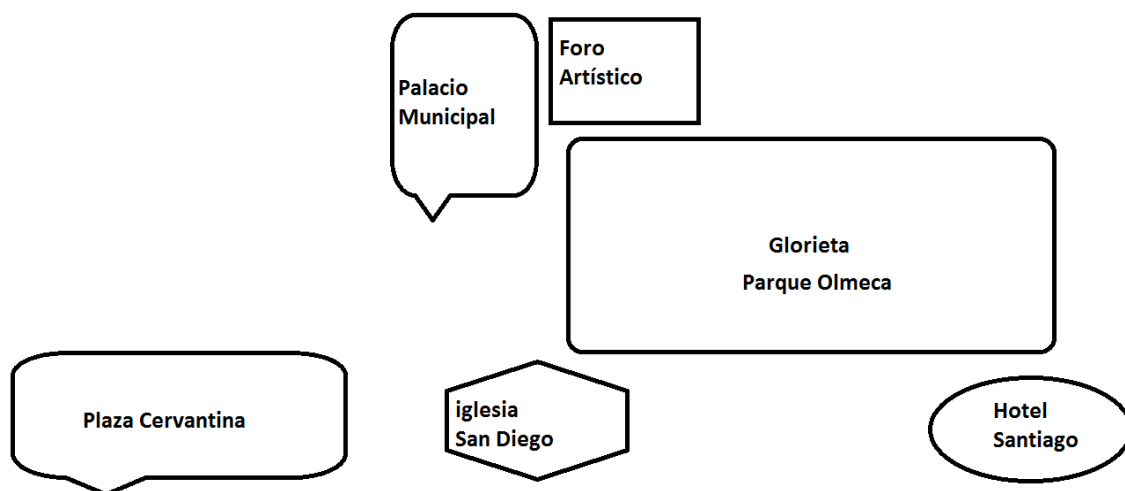 Palacio
Municipal
Foro
Artístico
Glorieta
Parque Olmeca
Plaza Cervantina
iglesia
San Diego
Hotel
Santiago